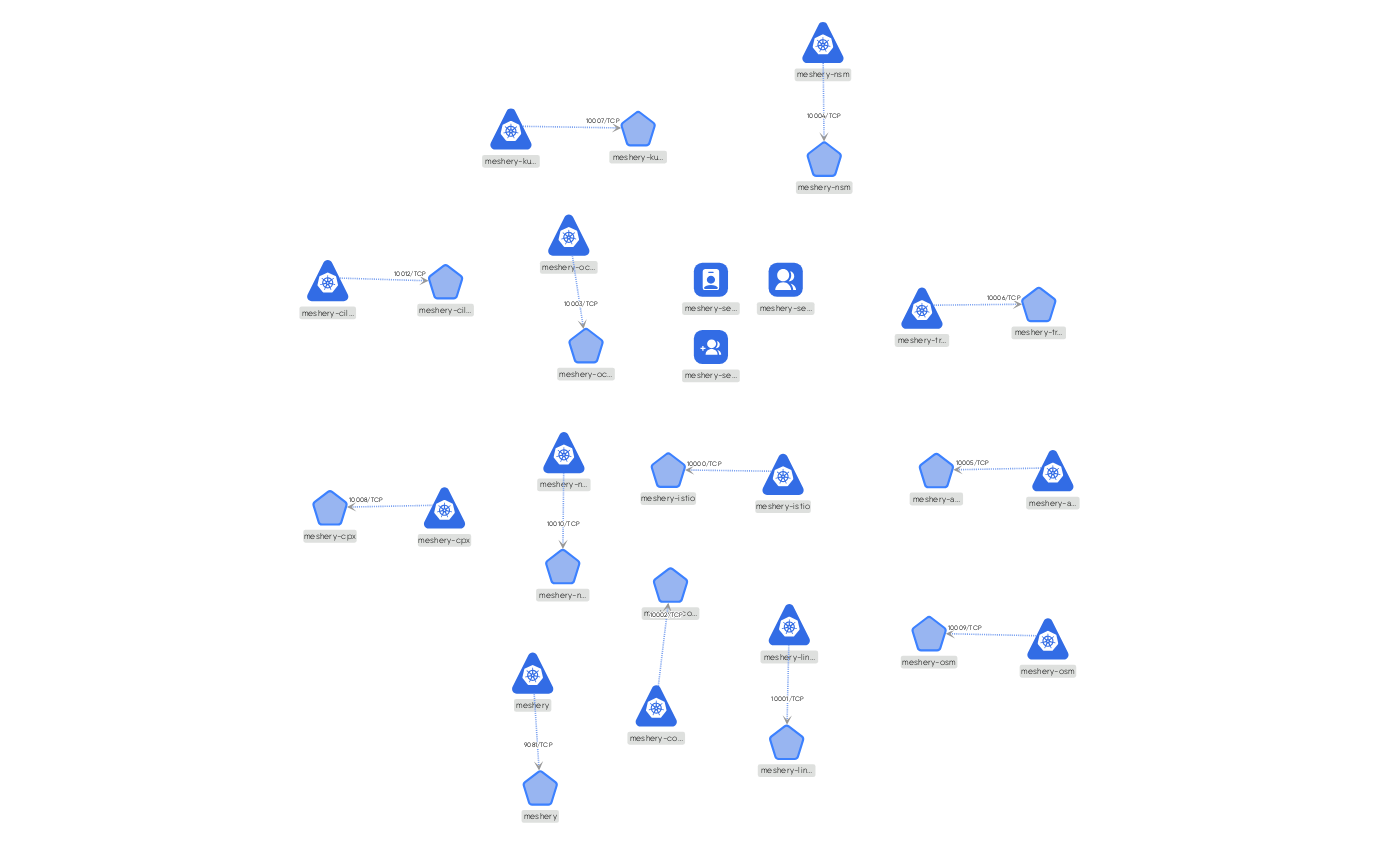 meshery-nsm
10004/TCP
meshery-nsm
10007/TCP
meshery-ku...
meshery-ku...
meshery-oc...
10003/TCP
meshery-oc...
10012/TCP
meshery-cil...
meshery-cil...
meshery-se...
meshery-se...
meshery-se...
10006/TCP
meshery-tr...
meshery-tr...
meshery-n...
10010/TCP
meshery-n...
10000/TCP
meshery-istio
meshery-istio
10005/TCP
meshery-a...
meshery-a...
10008/TCP
meshery-cpx
meshery-cpx
10002/TCP
meshery-co...
meshery-lin...
10001/TCP
meshery-lin...
10009/TCP
meshery-osm
meshery-osm
meshery
9081/TCP
meshery